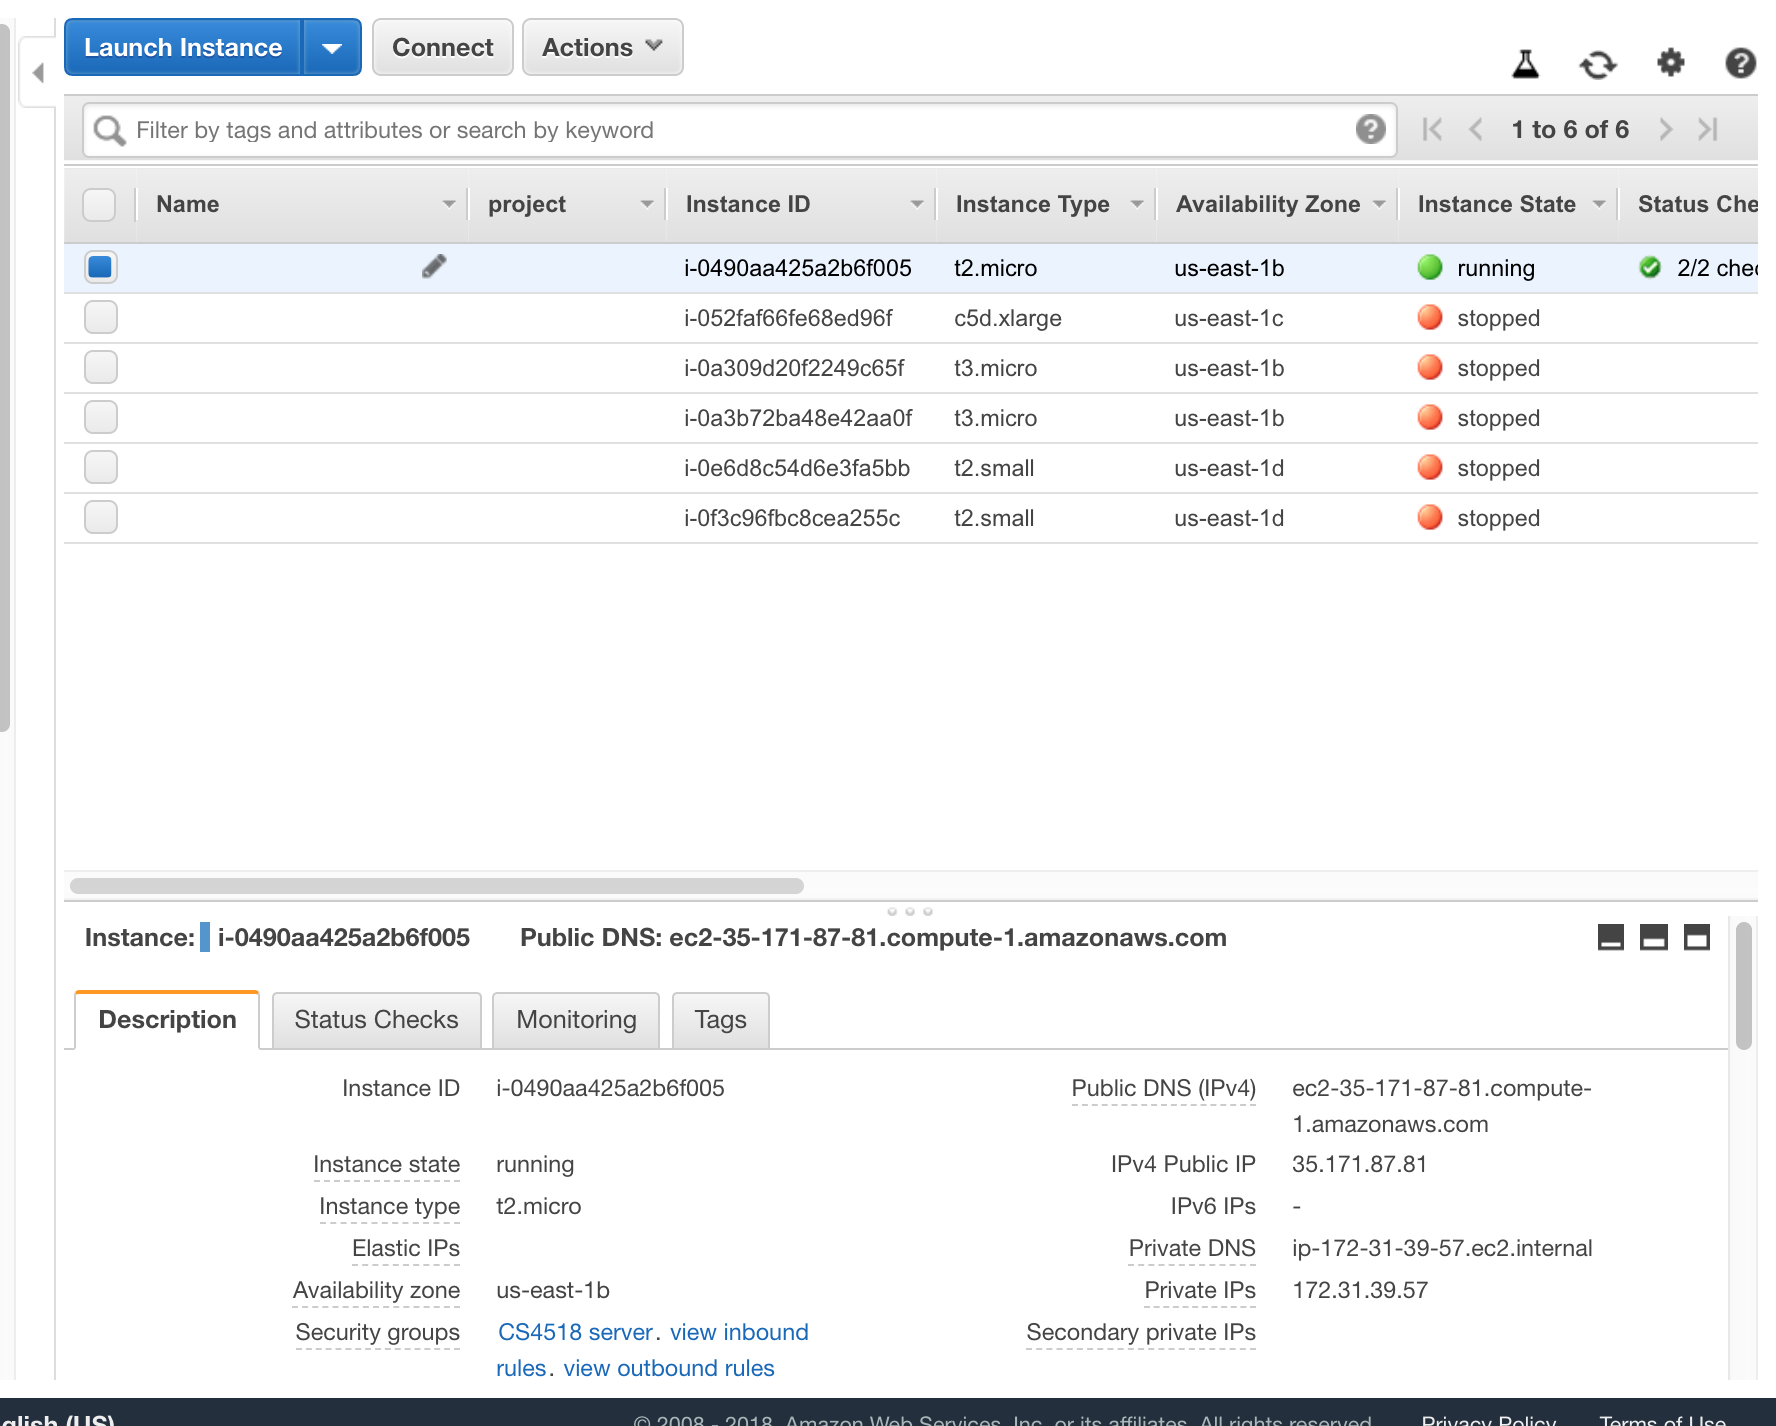 Launch Instance Connect Actions
Filter by tags and attributes or search by keyword 1 to 6 of 6
Name project Instance ID Instance Type Availability Zone Instance State Status Che
i-0490aa425a2b6f005 t2.micro us-east-1b running 2/2 chec
i-052faf66fe68ed96f c5d.xlarge us-east-1c stopped
i-0a309d20f2249c65f t3.micro us-east-1b stopped
i-0a3b72ba48e42aa0f t3.micro us-east-1b stopped
i-0e6d8c54d6e3fa5bb t2.small us-east-1d stopped
i-0f3c96fbc8cea255c t2.small us-east-1d stopped
Instance: i-0490aa425a2b6f005 Public DNS: ec2-35-171-87-81.compute-1.amazonaws.com
Description Status Checks Monitoring Tags
Instance ID i-0490aa425a2b6f005 Public DNS (IPv4) ec2-35-171-87-81.compute-
1.amazonaws.com
Instance state running IPv4 Public IP 35.171.87.81
Instance type t2.micro IPv6 IPs -
Elastic IPs Private DNS ip-172-31-39-57.ec2.internal
Availability zone us-east-1b Private IPs 172.31.39.57
Security groups CS4518 server. view inbound Secondary private IPs
rules. view outbound rules
glish (US) © 2008 - 2018, Amazon Web Services, Inc. or its affiliates. All rights reserved. Privacy Policy Terms of Use